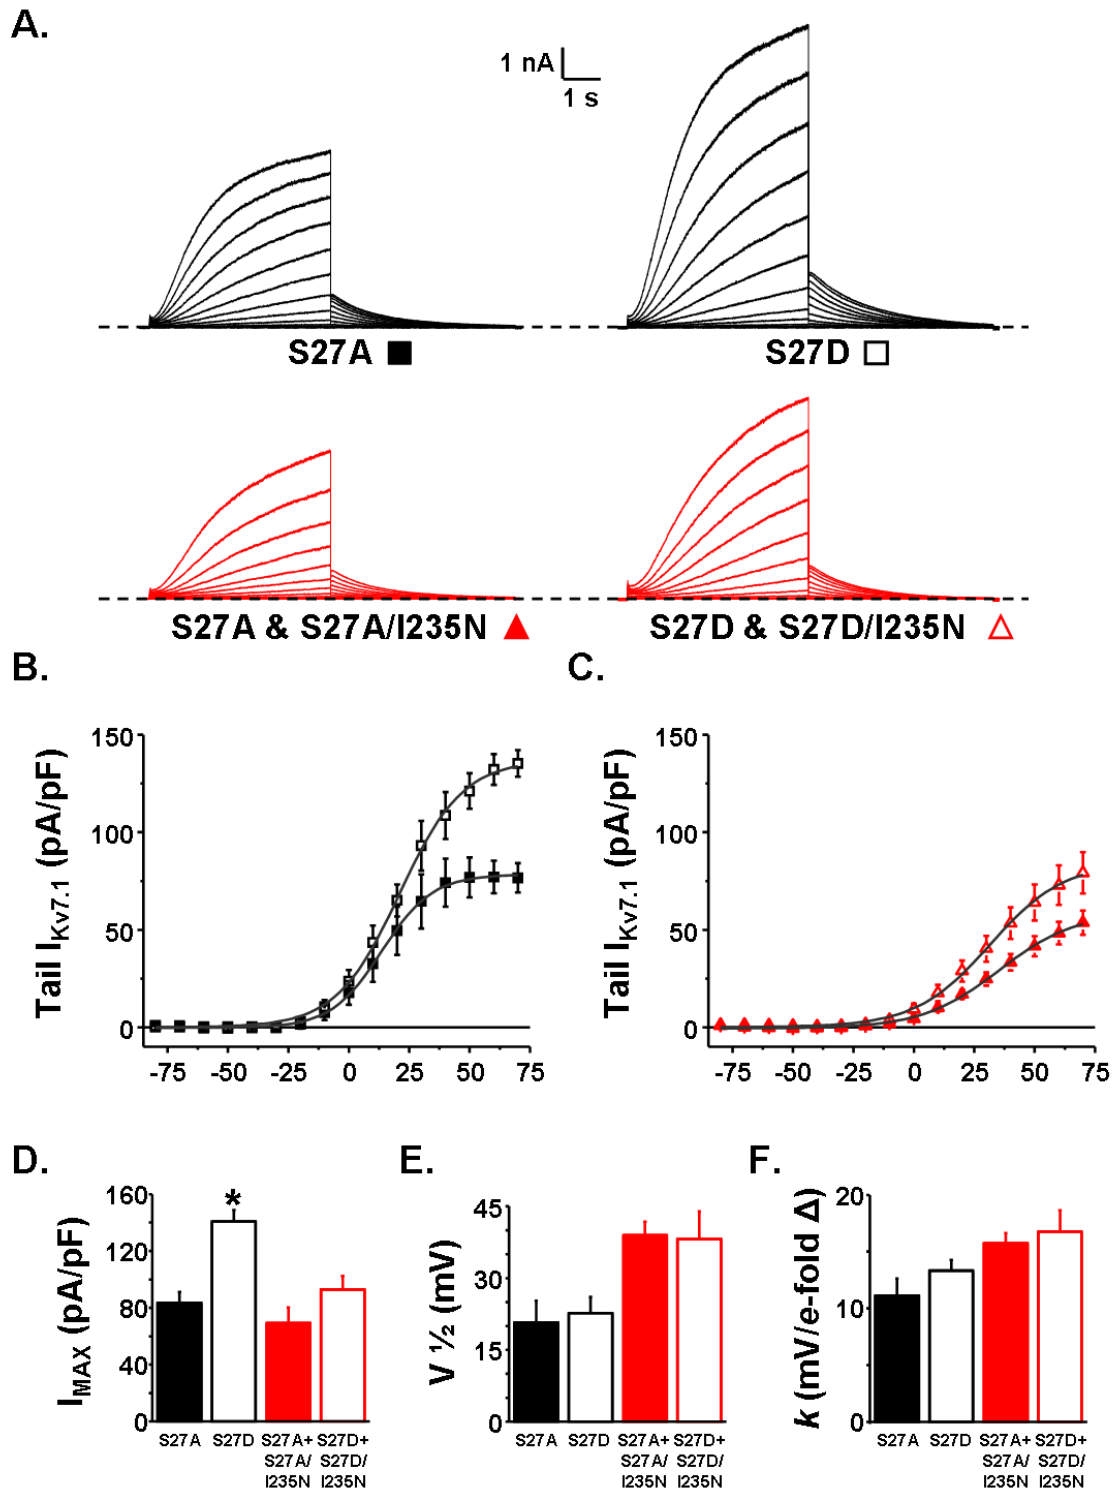 A.
1 nA
1 s
S27A
S27D
S27A & S27A/I235N
S27D & S27D/I235N
B.
Tail IKv7.1 (pA/pF)
150
100
50
0
-75 -50 -25 0 25 50 75
C.
Tail IKv7.1 (pA/pF)
150
100
50
0
-75 -50 -25 0 25 50 75
D.
IMAX (pA/pF)
160
120
80
40
0
*
S27A
S27D
S27A+
S27A/
I235N
S27D+
S27D/
I235N
E.
V ½ (mV)
45
30
15
0
S27A
S27D
S27A+
S27A/
I235N
S27D+
S27D/
I235N
F.
k (mV/e-fold Δ)
20
10
0
S27A
S27D
S27A+
S27A/
I235N
S27D+
S27D/
I235N